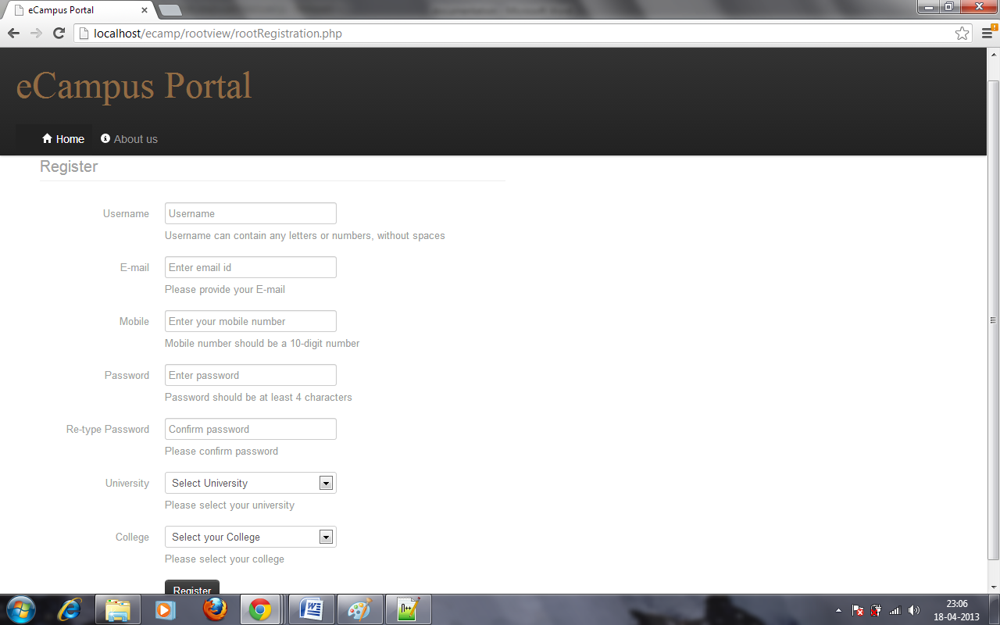 eCampus Portal
localhost/ecamp/rootview/rootRegistration.php
eCampus Portal
Home About us
Register
Username Username
Username can contain any letters or numbers, without spaces
E-mail Enter email id
Please provide your E-mail
Mobile Enter your mobile number
Mobile number should be a 10-digit number
Password Enter password
Password should be at least 4 characters
Re-type Password Confirm password
Please confirm password
University Select University
Please select your university
College Select your College
Please select your college
Register
23:06
18-04-2013